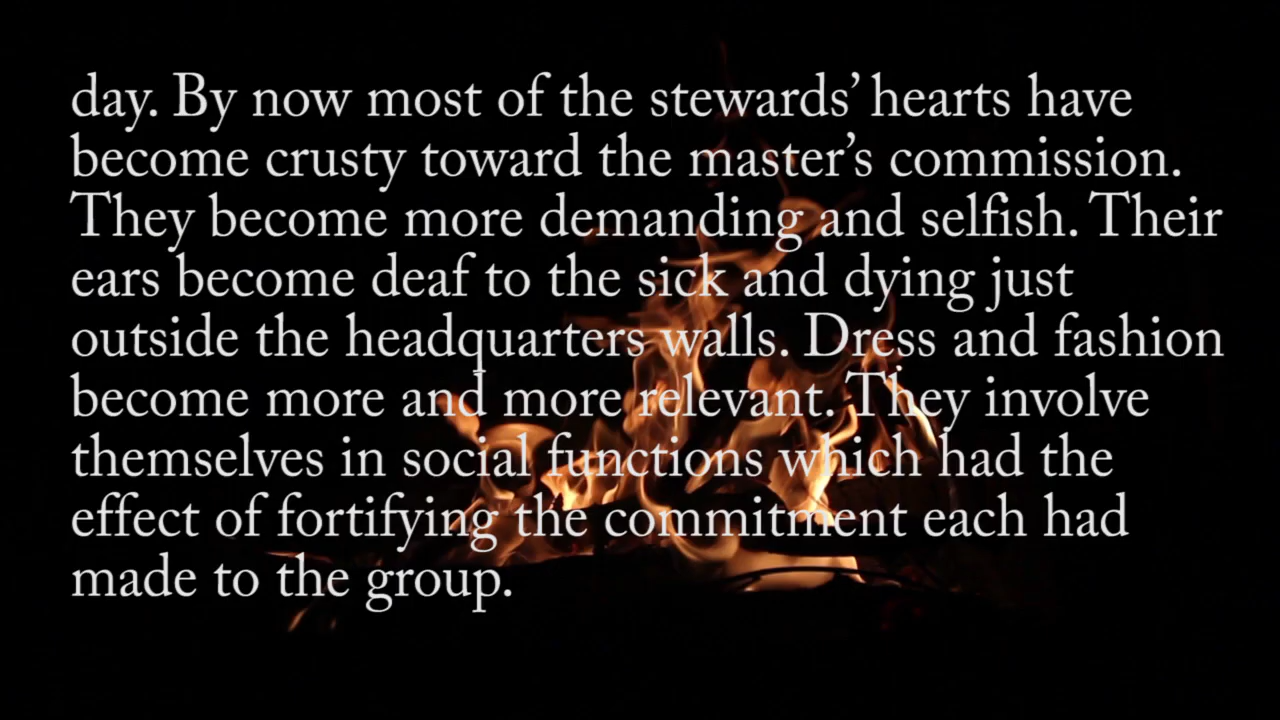 day. By now most of the stewards’ hearts have
become crusty toward the master’s commission.
They become more demanding and selfish. Their
ears become deaf to the sick and dying just
outside the headquarters walls. Dress and fashion
become more and more relevant. They involve
themselves in social functions which had the
effect of fortifying the commitment each had
made to the group.